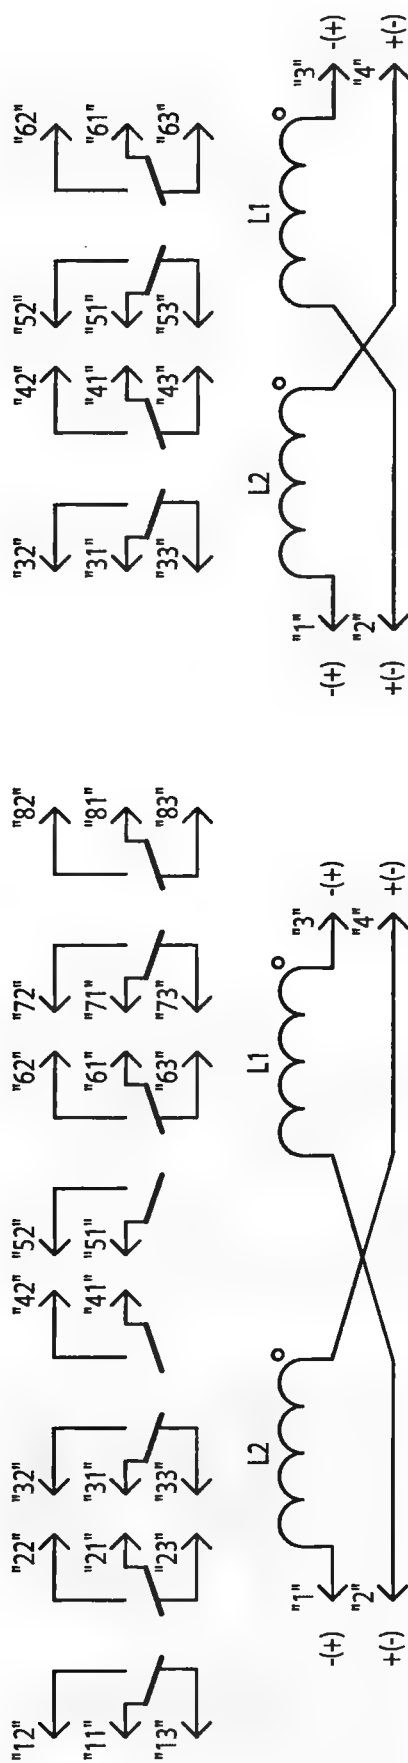 "12" "22" "32" "42" "52" "62" "72" "82" "32" "42" "52" "62"
"11" "21" "31" "41" "51" "61" "71" "81" "31" "41" "51" "61"
"13" "23" "33" "63" "73" "83" "33" "43" "53" "63"
L2 L1 L2 L1
"1" "3" "1" "3"
-(+) -(+) -(+) -(+)
"2" "4" "2" "4"
+(-) +(-) +(-) +(-)